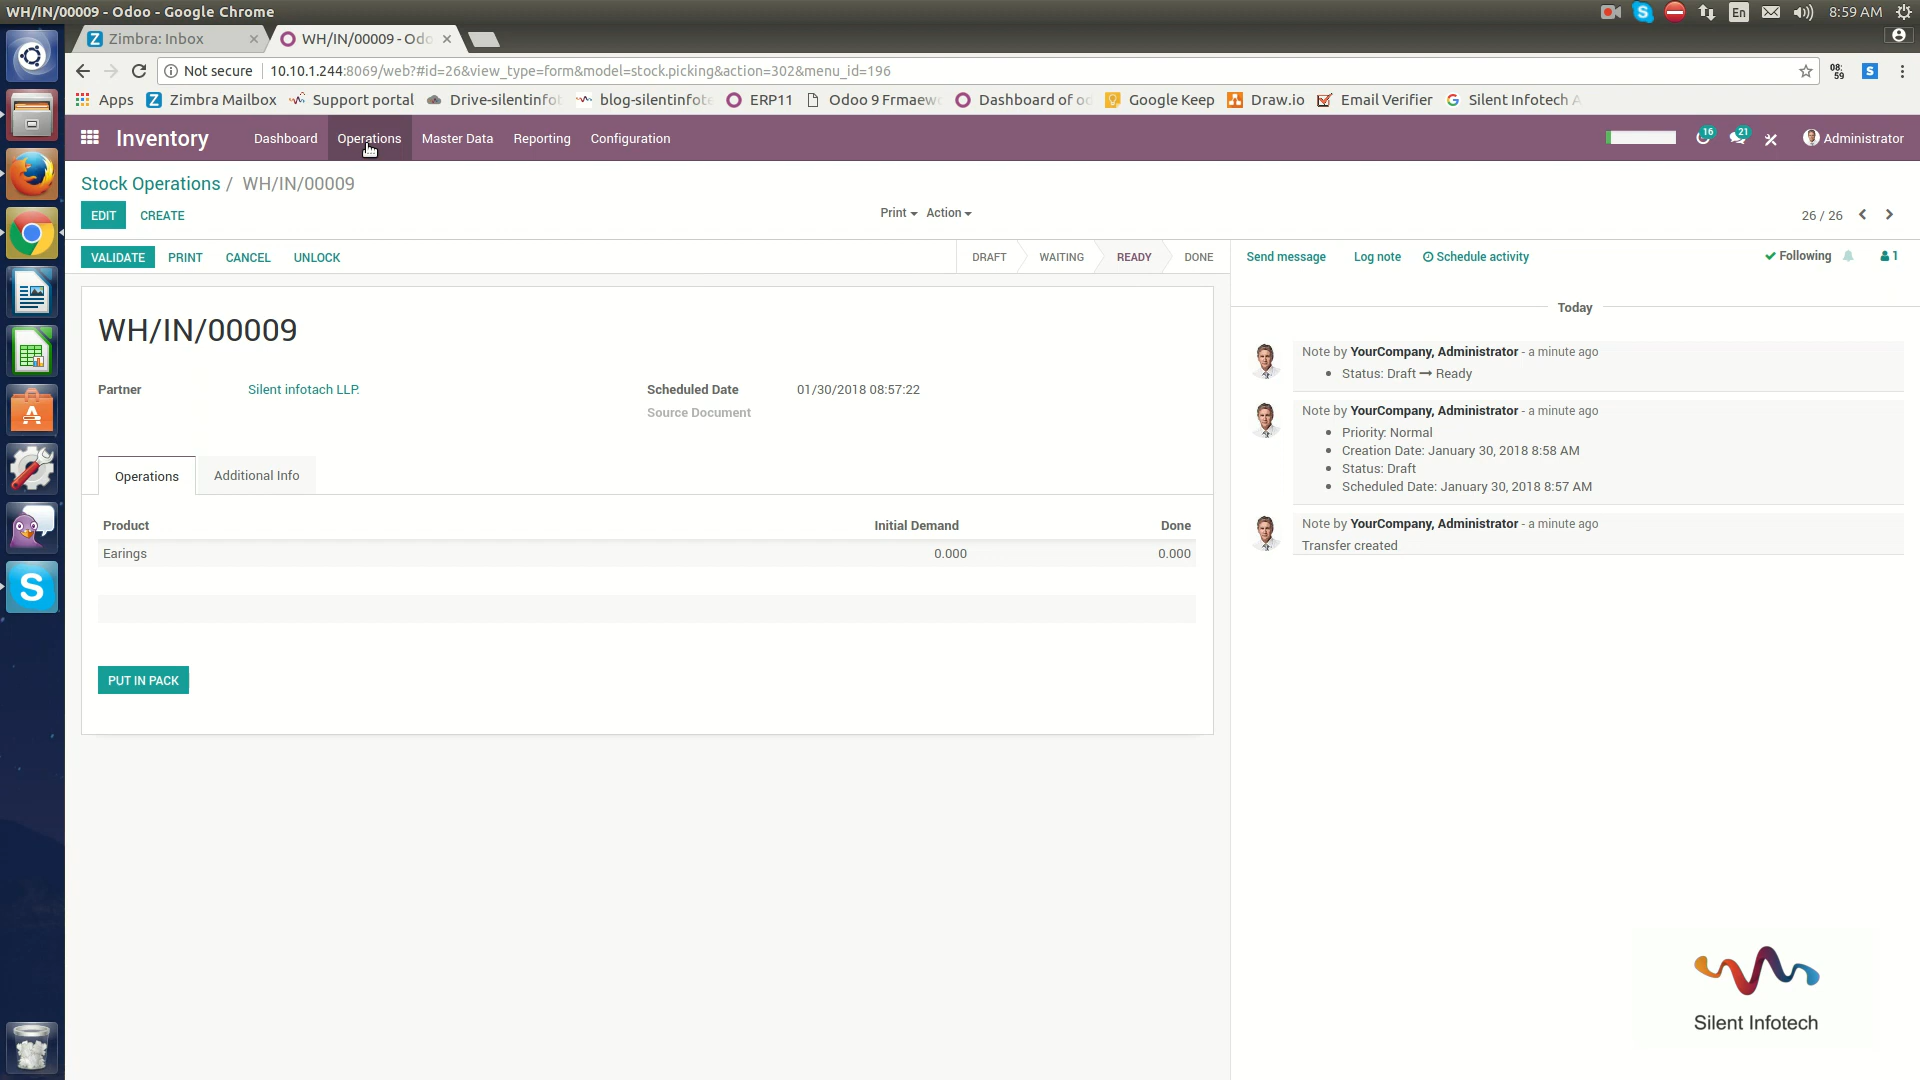 WH/IN/00009 - Odoo - Google Chrome
En
8:59 AM
Zimbra: Inbox
WH/IN/00009 - Odo
Not secure
10.10.1.244:8069/web?#id=26&view_type=form&model=stock.picking&action=302&menu_id=196
08:
59
S
Apps
Zimbra Mailbox
Support portal
Drive-silentinfot
blog-silentinfote
ERP11
Odoo 9 Frmaew
Dashboard of od
Google Keep
Draw.io
Email Verifier
Silent Infotech A
Inventory
Dashboard
Operations
Master Data
Reporting
Configuration
16
21
Administrator
Stock Operations / WH/IN/00009
EDIT
CREATE
Print
Action
26 / 26
VALIDATE
PRINT
CANCEL
UNLOCK
DRAFT
WAITING
READY
DONE
Send message
Log note
Schedule activity
Following
1
WH/IN/00009
Partner
Silent infotach LLP.
Scheduled Date
01/30/2018 08:57:22
Source Document
Operations
Additional Info
Product
Initial Demand
Done
Earings
0.000
0.000
PUT IN PACK
Today
Note by YourCompany, Administrator - a minute ago
Status: Draft → Ready
Note by YourCompany, Administrator - a minute ago
Priority: Normal
Creation Date: January 30, 2018 8:58 AM
Status: Draft
Scheduled Date: January 30, 2018 8:57 AM
Note by YourCompany, Administrator - a minute ago
Transfer created
Silent Infotech